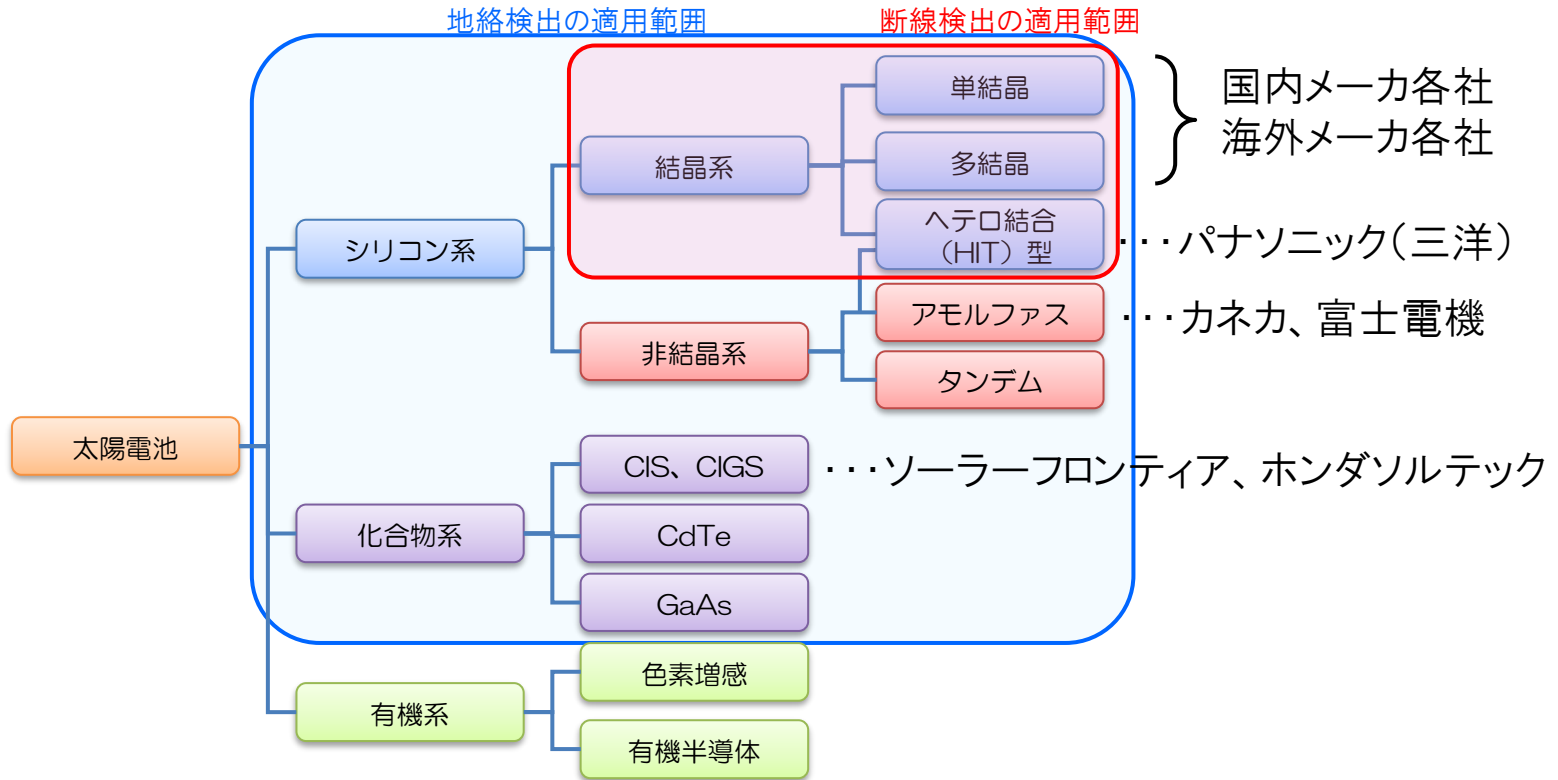 地絡検出の適用範囲
断線検出の適用範囲
単結晶
国内メーカ各社
海外メーカ各社
結晶系
多結晶
ヘテロ結合
（HIT）型
・・・パナソニック（三洋）
シリコン系
アモルファス
・・・カネカ、富士電機
非結晶系
タンデム
太陽電池
CIS、CIGS
・・・ソーラーフロンティア、ホンダソルテック
化合物系
CdTe
GaAs
色素増感
有機系
有機半導体